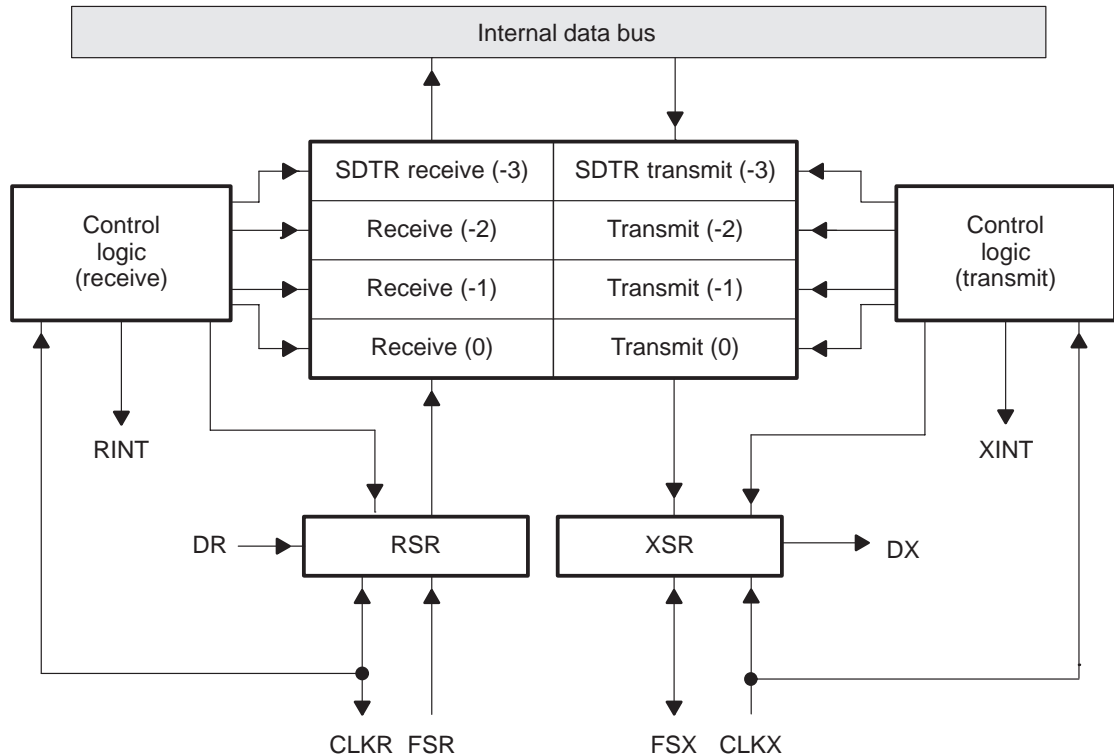 Internal data bus
SDTR receive (-3)
SDTR transmit (-3)
Control
logic
(receive)
Receive (-2)
Transmit (-2)
Control
logic
(transmit)
Receive (-1)
Transmit (-1)
Receive (0)
Transmit (0)
RINT
XINT
DR
RSR
XSR
DX
CLKR
FSR
FSX
CLKX